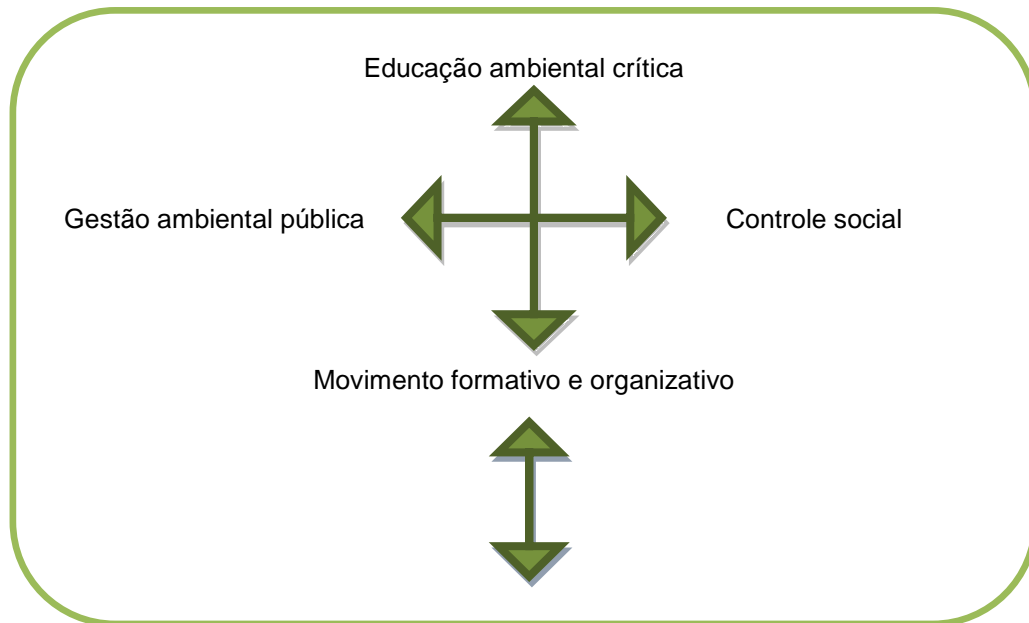 Educação ambiental crítica
Gestão ambiental pública
Controle social
Movimento formativo e organizativo